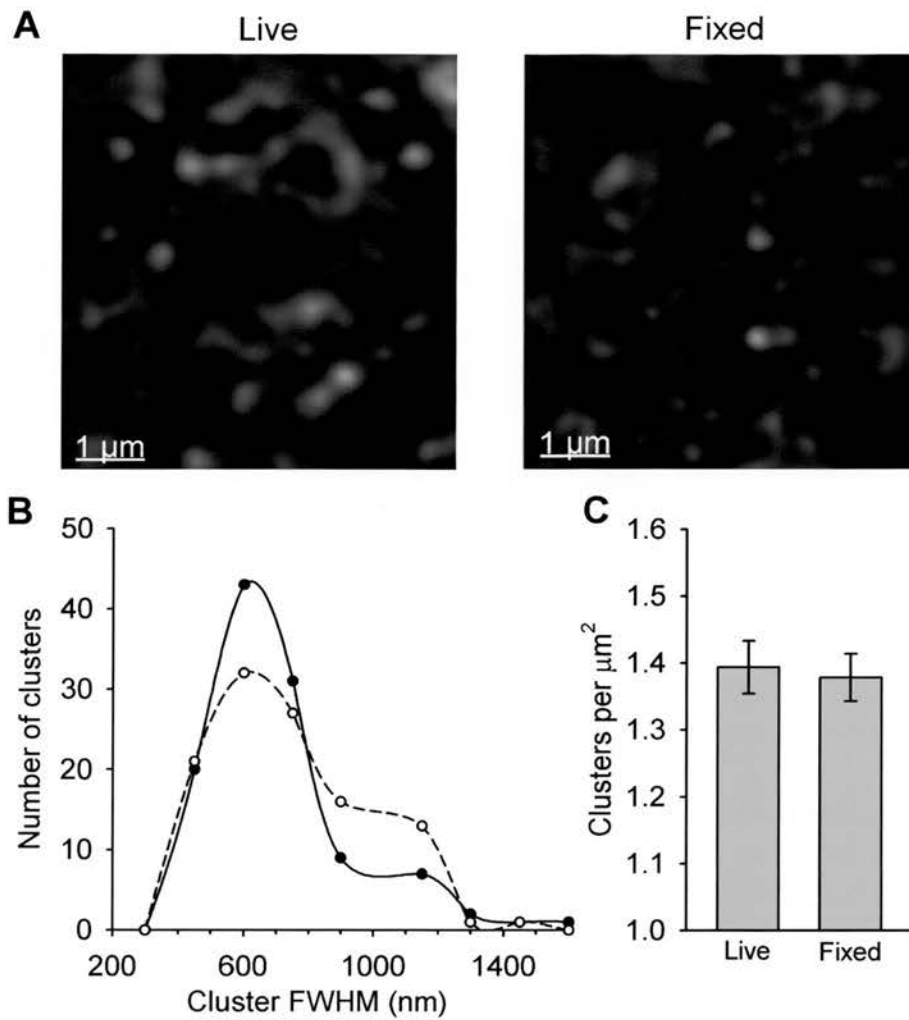 A
Live
Fixed
1 μm
1 μm
B
50
40
30
20
10
0
Number of clusters
200 600 1000 1400
Cluster FWHM (nm)
C
1.6
1.5
1.4
1.3
1.2
1.1
1.0
Clusters per μm²
Live Fixed